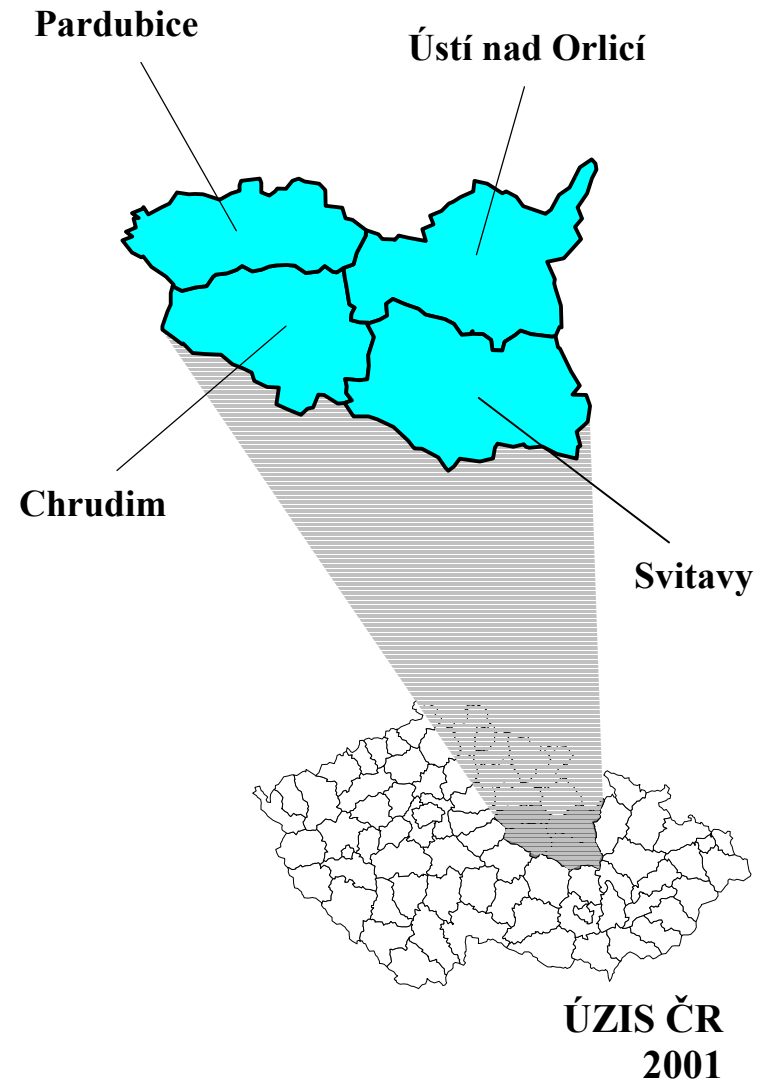 Pardubice
Ústí nad Orlicí
Chrudim
Svitavy
ÚZIS ČR
2001